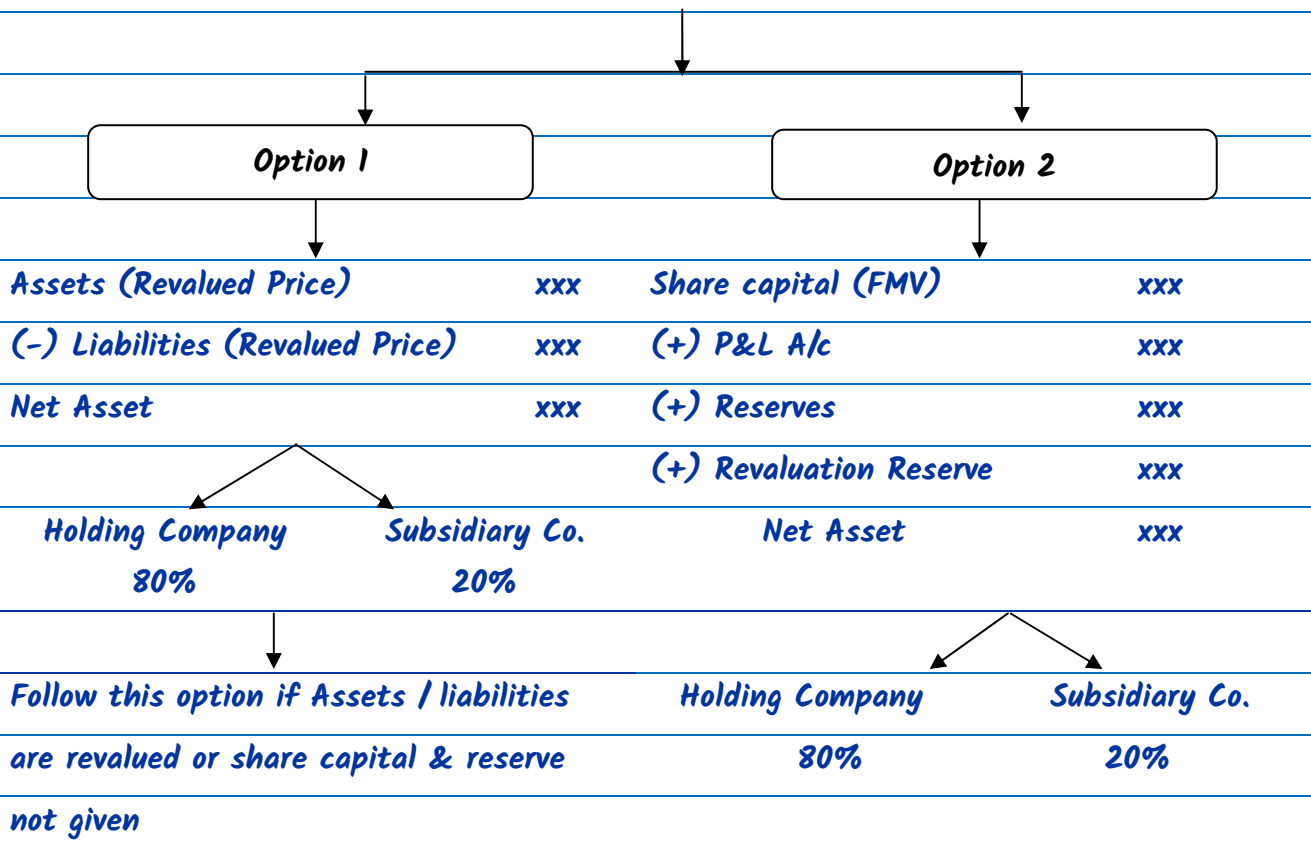 Option 1
Assets (Revalued Price) xxx
(-) Liabilities (Revalued Price) xxx
Net Asset xxx
Holding Company Subsidiary Co.
80% 20%
Follow this option if Assets / liabilities
are revalued or share capital & reserve
not given
Option 2
Share capital (FMV) xxx
(+) P&L A/c xxx
(+) Reserves xxx
(+) Revaluation Reserve xxx
Net Asset xxx
Holding Company Subsidiary Co.
80% 20%